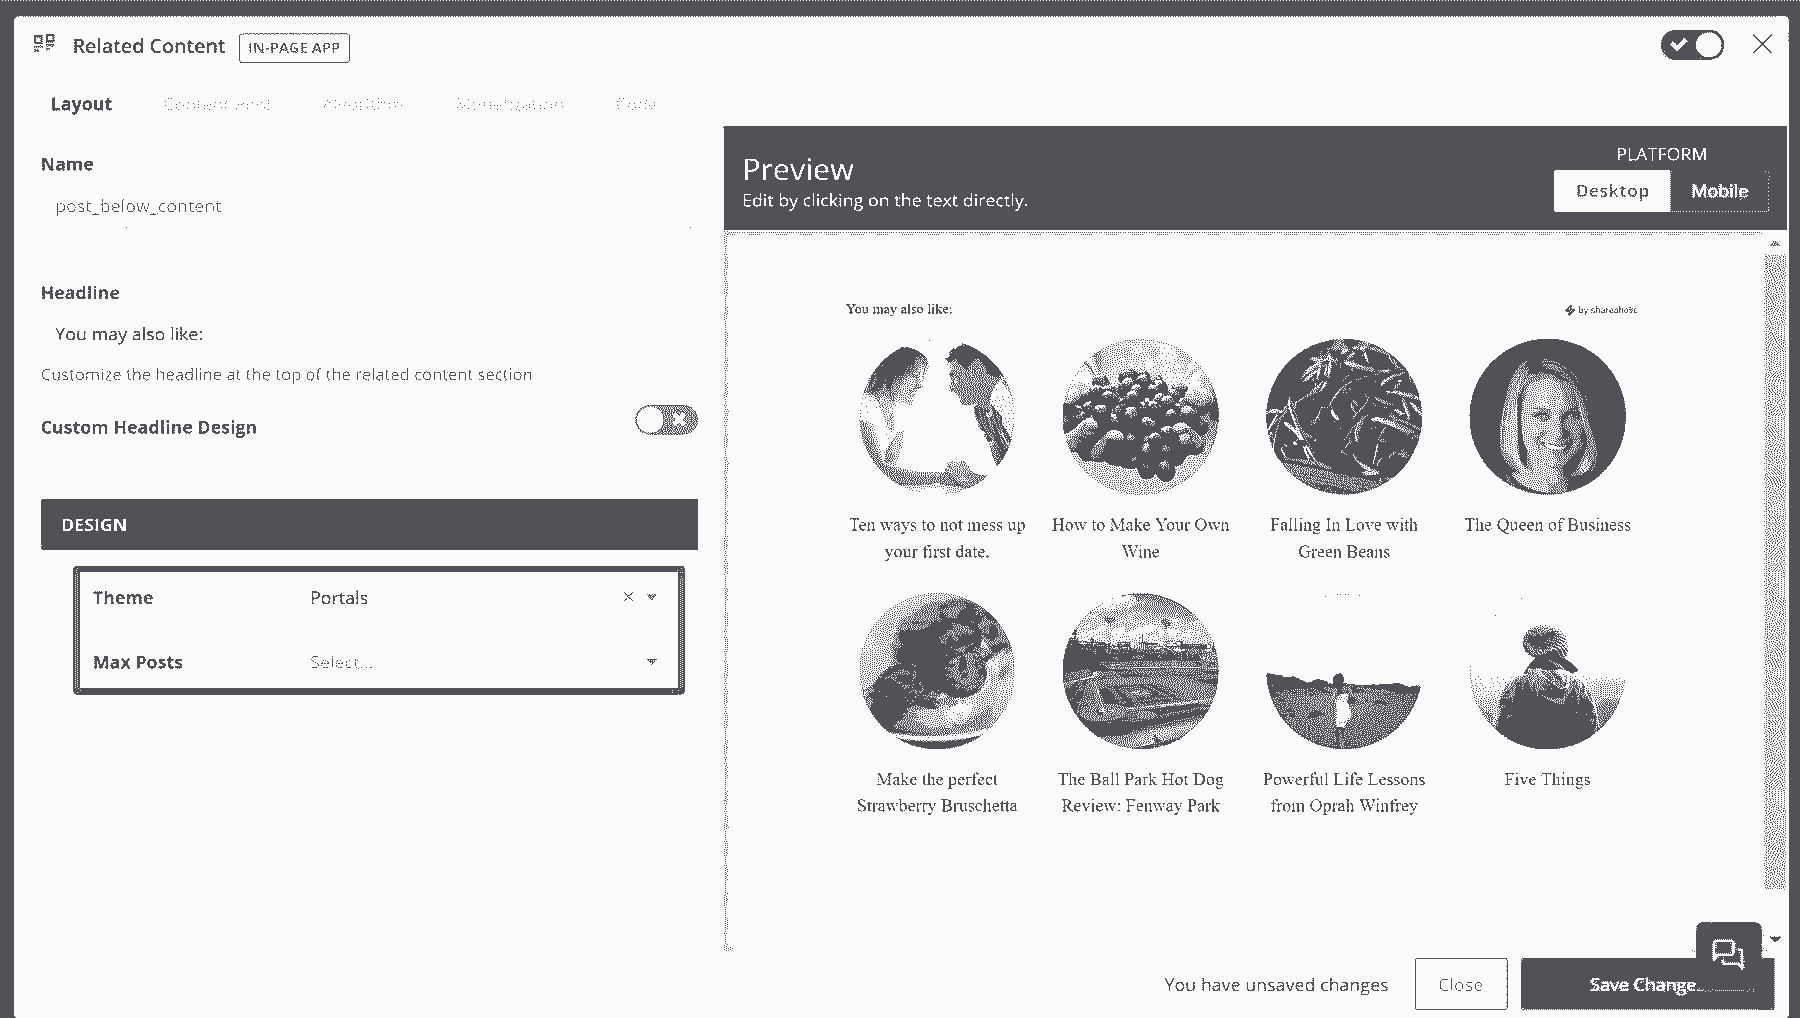 Related Content IN-PAGE APP
Layout Content Pool Algorithm Monetization Code
Name
post_below_content
Headline
You may also like:
Customize the headline at the top of the related content section
Custom Headline Design
DESIGN
Theme Portals
Max Posts Select...
Preview
Edit by clicking on the text directly.
PLATFORM
Desktop Mobile
You may also like:
by shareaholic
Ten ways to not mess up
your first date.
How to Make Your Own
Wine
Falling In Love with
Green Beans
The Queen of Business
Make the perfect
Strawberry Bruschetta
The Ball Park Hot Dog
Review: Fenway Park
Powerful Life Lessons
from Oprah Winfrey
Five Things
You have unsaved changes
Close
Save Change